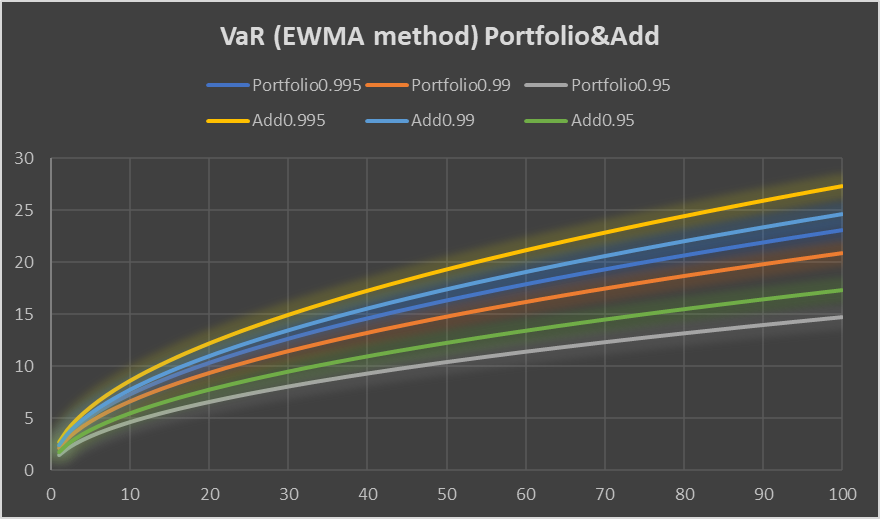 VaR (EWMA method) Portfolio&Add
Portfolio0.995 Portfolio0.99 Portfolio0.95
Add0.995 Add0.99 Add0.95
30
25
20
15
10
5
0
0 10 20 30 40 50 60 70 80 90 100